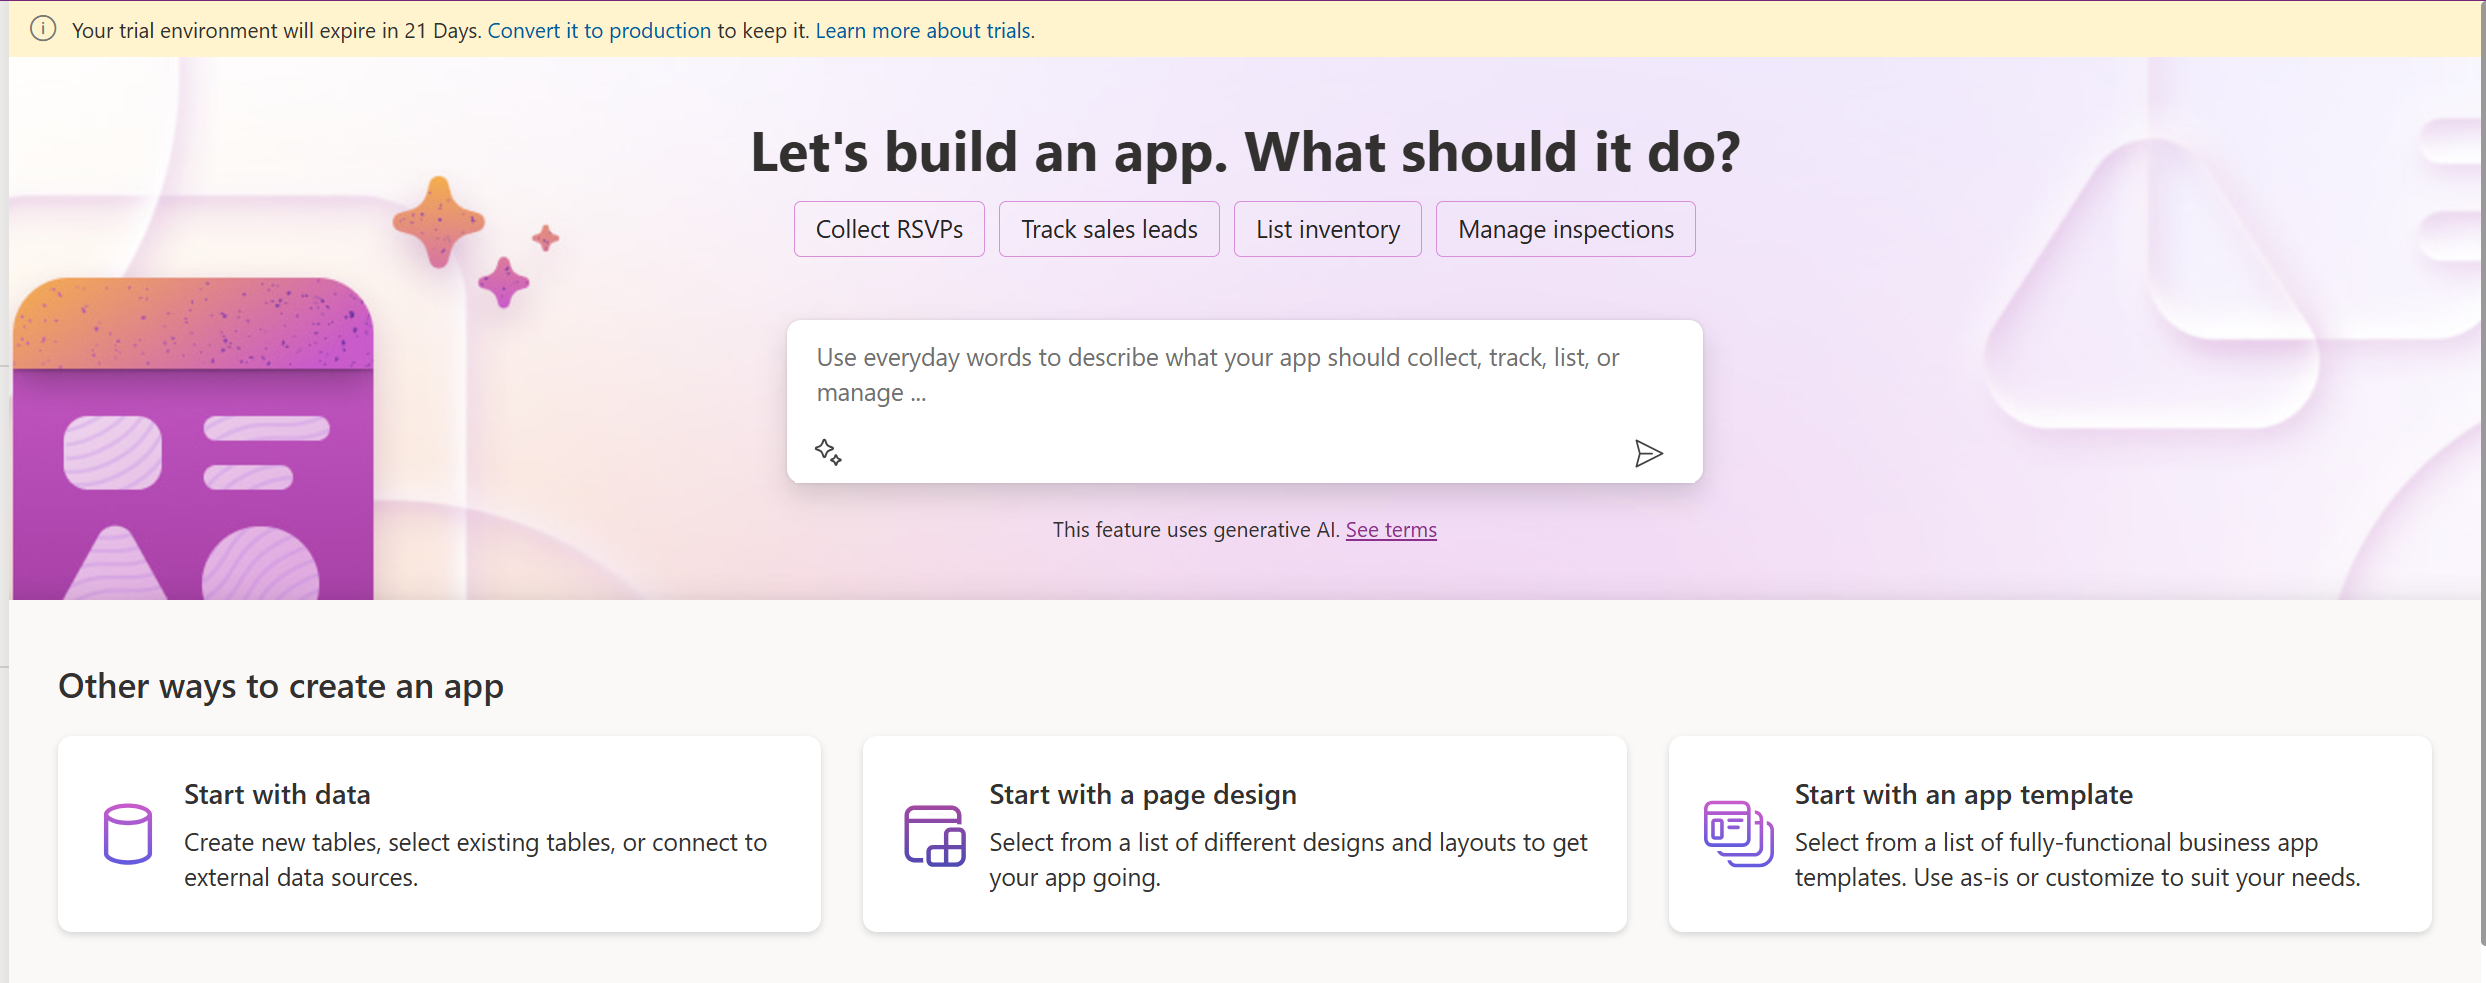 Your trial environment will expire in 21 Days. Convert it to production to keep it. Learn more about trials.
Let's build an app. What should it do?
Collect RSVPs
Track sales leads
List inventory
Manage inspections
Use everyday words to describe what your app should collect, track, list, or
manage ...
This feature uses generative AI. See terms
Other ways to create an app
Start with data
Create new tables, select existing tables, or connect to
external data sources.
Start with a page design
Select from a list of different designs and layouts to get
your app going.
Start with an app template
Select from a list of fully-functional business app
templates. Use as-is or customize to suit your needs.